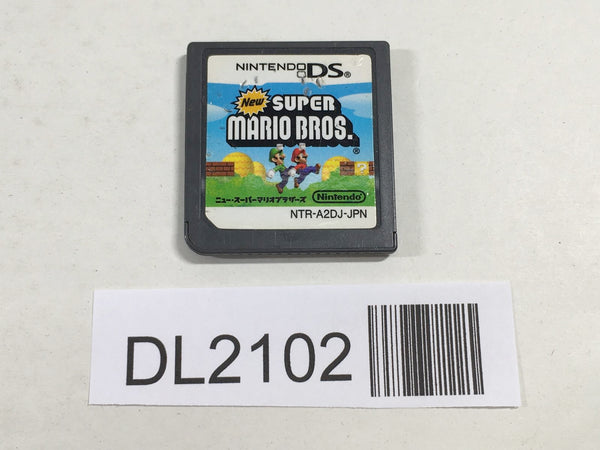 NINTENDO DS®
New SUPER
MARIO BROS.®
ニュー・スーパーマリオブラザーズ
Nintendo®
NTR-A2DJ-JPN
DL2102